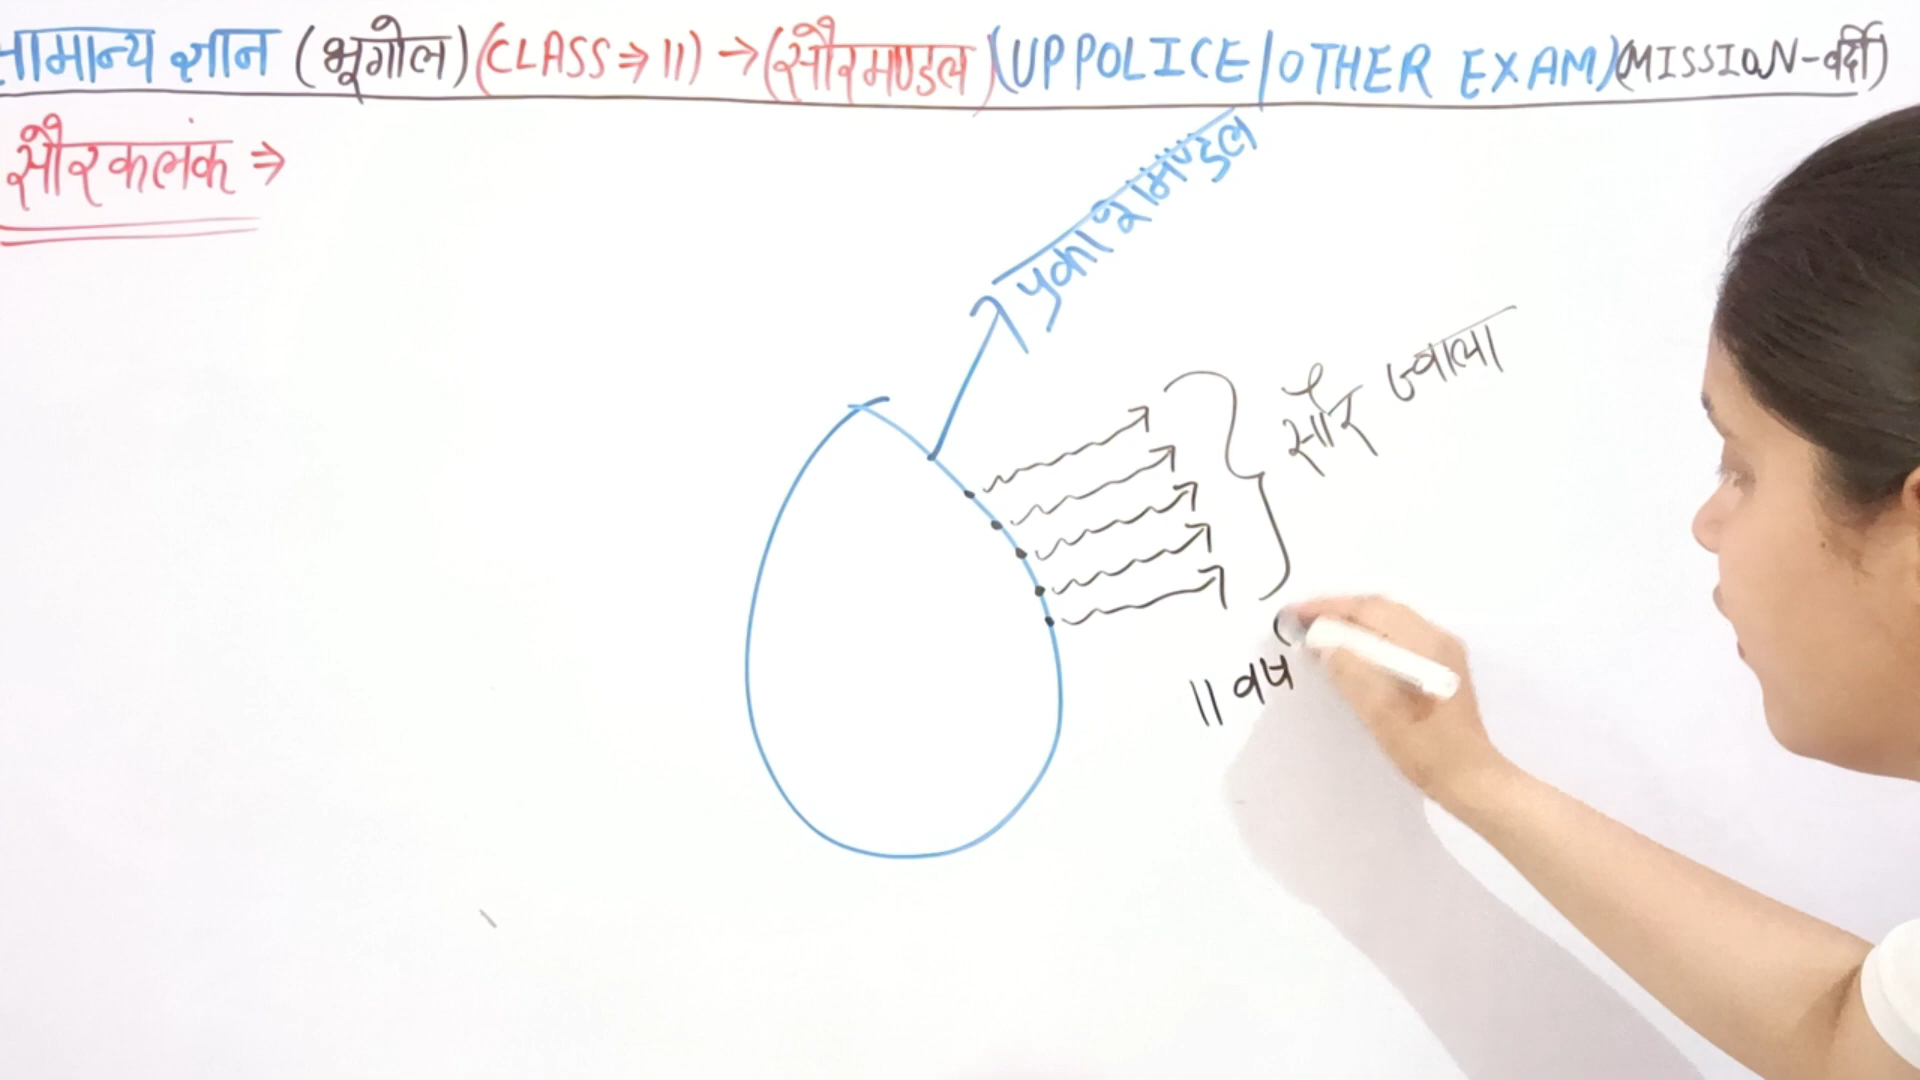 सामान्य ज्ञान (भूगोल) (CLASS ⇒ 11) → (सौरमण्डल) (UP POLICE/OTHER EXAM) (MISSION-वर्दी)
सौरकलंक ⇒
प्रकाशमण्डल
सौर ज्वाला
11 वर्ष